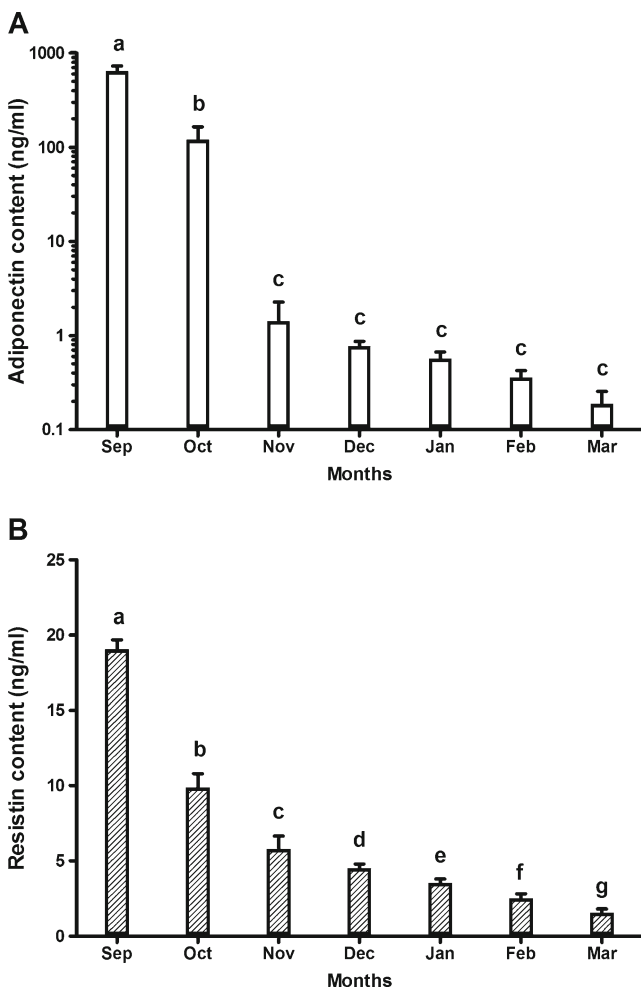 A
Adiponectin content (ng/ml)
1000
100
10
1
0.1
a
b
c
c
c
c
c
Sep Oct Nov Dec Jan Feb Mar
Months
B
Resistin content (ng/ml)
25
20
15
10
5
0
a
b
c
d
e
f
g
Sep Oct Nov Dec Jan Feb Mar
Months